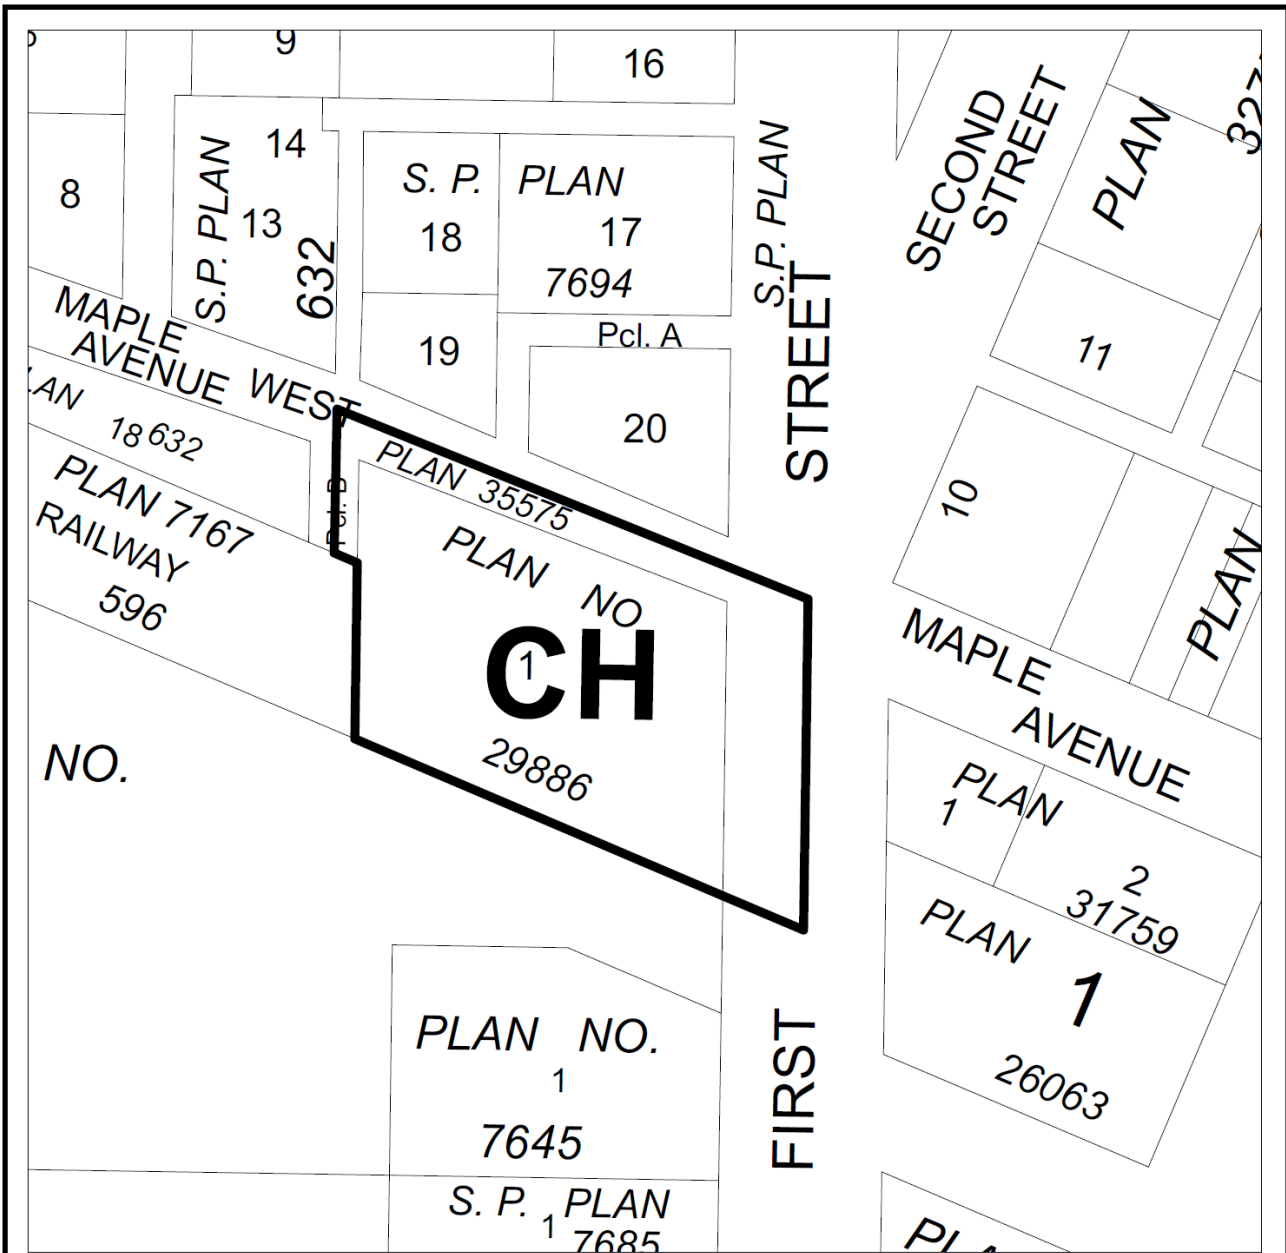 9
16
14
8
13
S.P. PLAN
632
S. P. PLAN
18
17
7694
S.P. PLAN
SECOND
STREET
PLAN
MAPLE
AVENUE WEST
19
Pcl. A
20
STREET
11
10
18 632
PLAN 7167
RAILWAY
596
Pcl. B
PLAN 35575
PLAN NO
CH
1
29886
PLAN
MAPLE
AVENUE
NO.
PLAN
1
2
31759
PLAN
1
26063
FIRST
PLAN NO.
1
7645
S. P. PLAN
1
7685